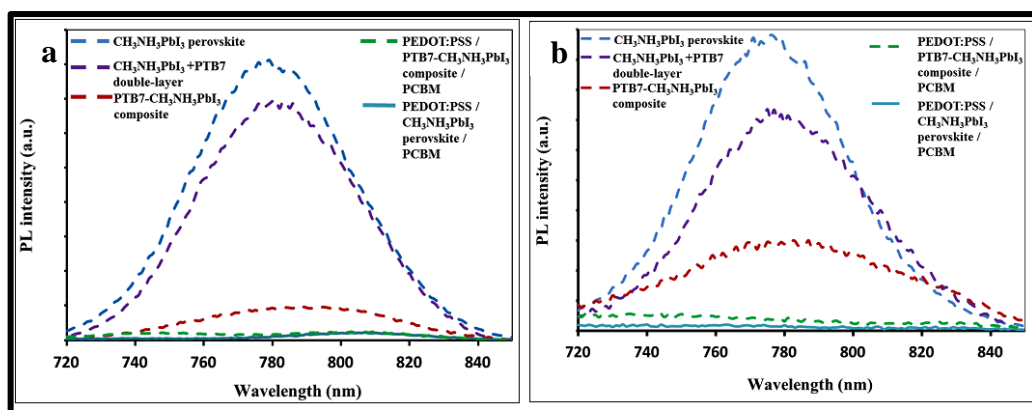 a
CH₃NH₃PbI₃ perovskite
CH₃NH₃PbI₃ +PTB7
double-layer
PTB7-CH₃NH₃PbI₃
composite
PEDOT:PSS /
PTB7-CH₃NH₃PbI₃
composite /
PCBM
PEDOT:PSS /
CH₃NH₃PbI₃
perovskite /
PCBM
PL intensity (a.u.)
720 740 760 780 800 820 840
Wavelength (nm)
b
CH₃NH₃PbI₃ perovskite
CH₃NH₃PbI₃ +PTB7
double-layer
PTB7-CH₃NH₃PbI₃
composite
PEDOT:PSS /
PTB7-CH₃NH₃PbI₃
composite /
PCBM
PEDOT:PSS /
CH₃NH₃PbI₃
perovskite /
PCBM
PL intensity (a.u.)
720 740 760 780 800 820 840
Wavelength (nm)